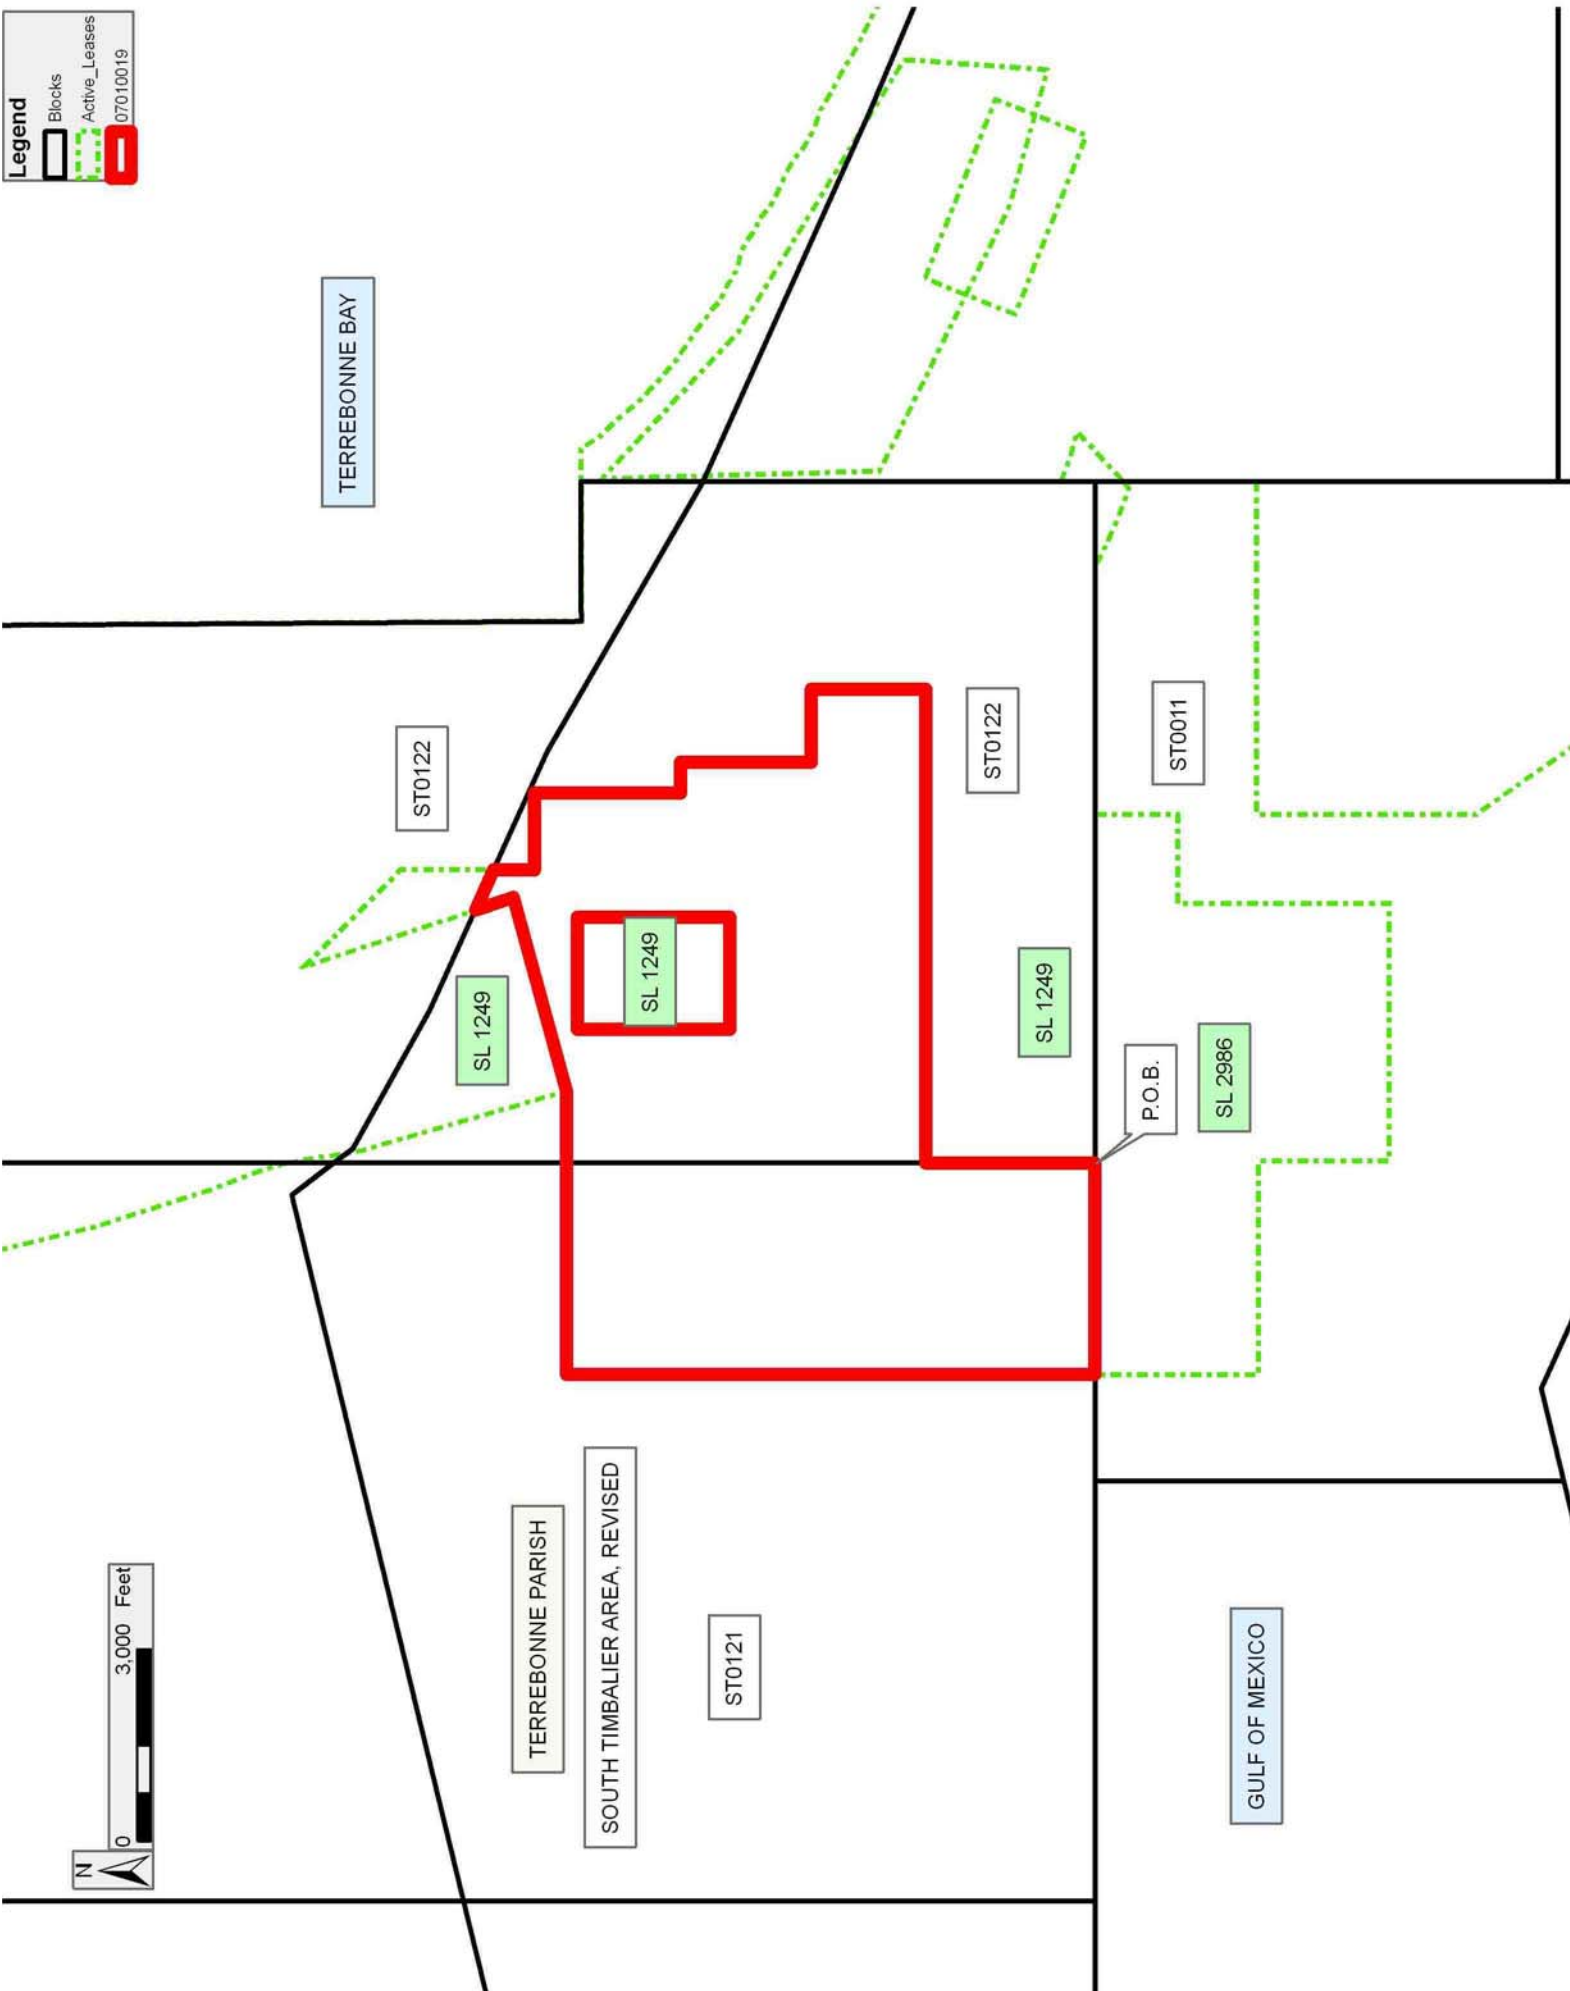 Legend
Blocks
Active_Leases
07010019
TERREBONNE BAY
ST0122
SL 1249
SL 1249
ST0122
SL 1249
ST0011
P.O.B.
SL 2986
TERREBONNE PARISH
SOUTH TIMBALIER AREA, REVISED
ST0121
GULF OF MEXICO
N
0 3,000 Feet